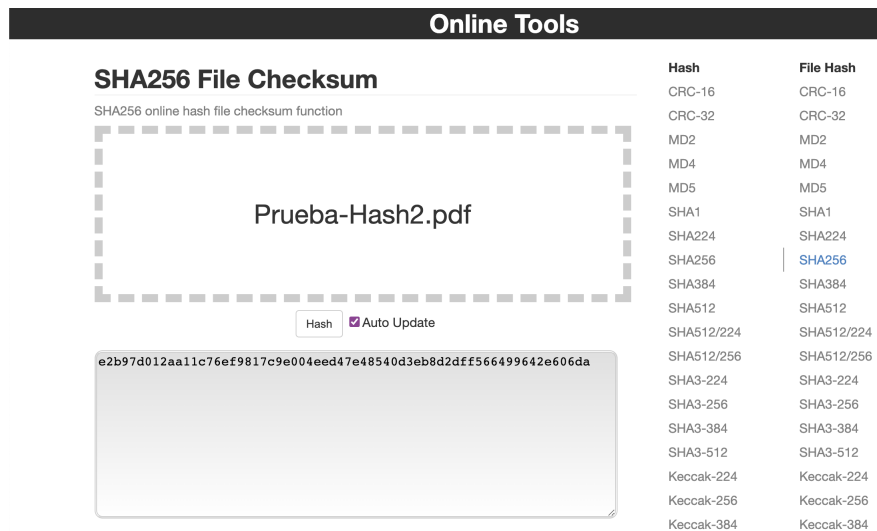 Online Tools
SHA256 File Checksum
SHA256 online hash file checksum function
Prueba-Hash2.pdf
Hash
Auto Update
e2b97d012aa11c76ef9817c9e004eed47e48540d3eb8d2dff566499642e606da
Hash
CRC-16
CRC-32
MD2
MD4
MD5
SHA1
SHA224
SHA256
SHA384
SHA512
SHA512/224
SHA512/256
SHA3-224
SHA3-256
SHA3-384
SHA3-512
Keccak-224
Keccak-256
Keccak-384
File Hash
CRC-16
CRC-32
MD2
MD4
MD5
SHA1
SHA224
SHA256
SHA384
SHA512
SHA512/224
SHA512/256
SHA3-224
SHA3-256
SHA3-384
SHA3-512
Keccak-224
Keccak-256
Keccak-384